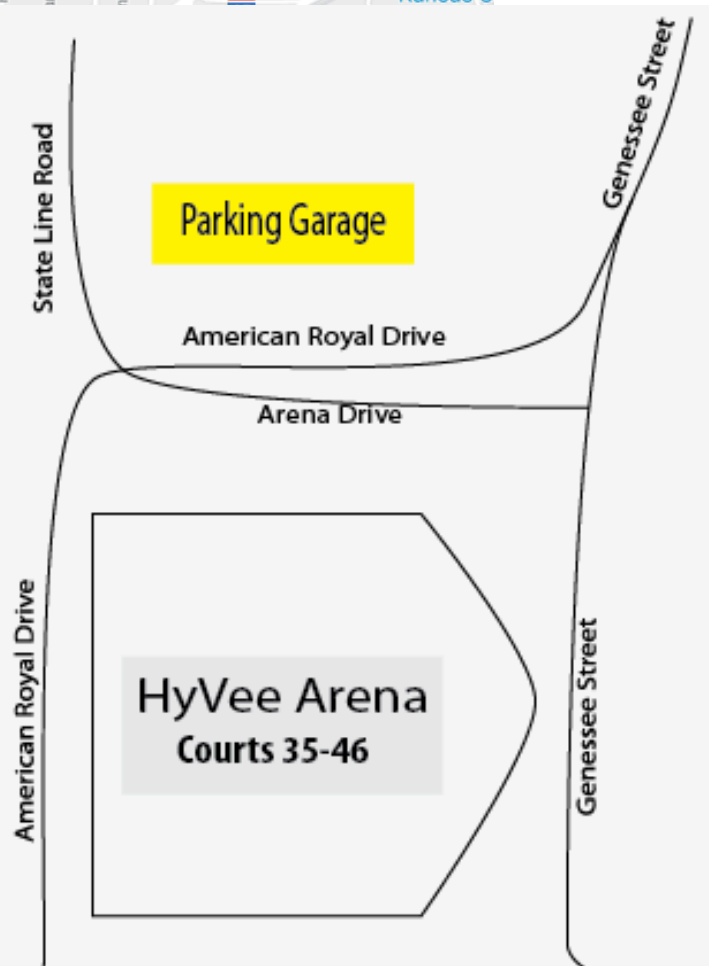 Genessee Street
State Line Road
Parking Garage
American Royal Drive
Arena Drive
American Royal Drive
HyVee Arena
Courts 35-46
Genessee Street